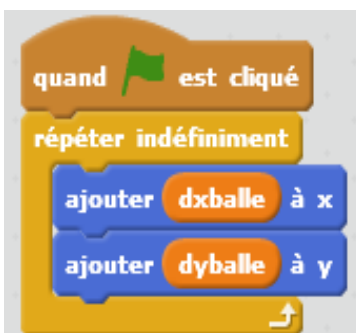 quand est cliqué
répéter indéfiniment
ajouter dxballe à x
ajouter dyballe à y